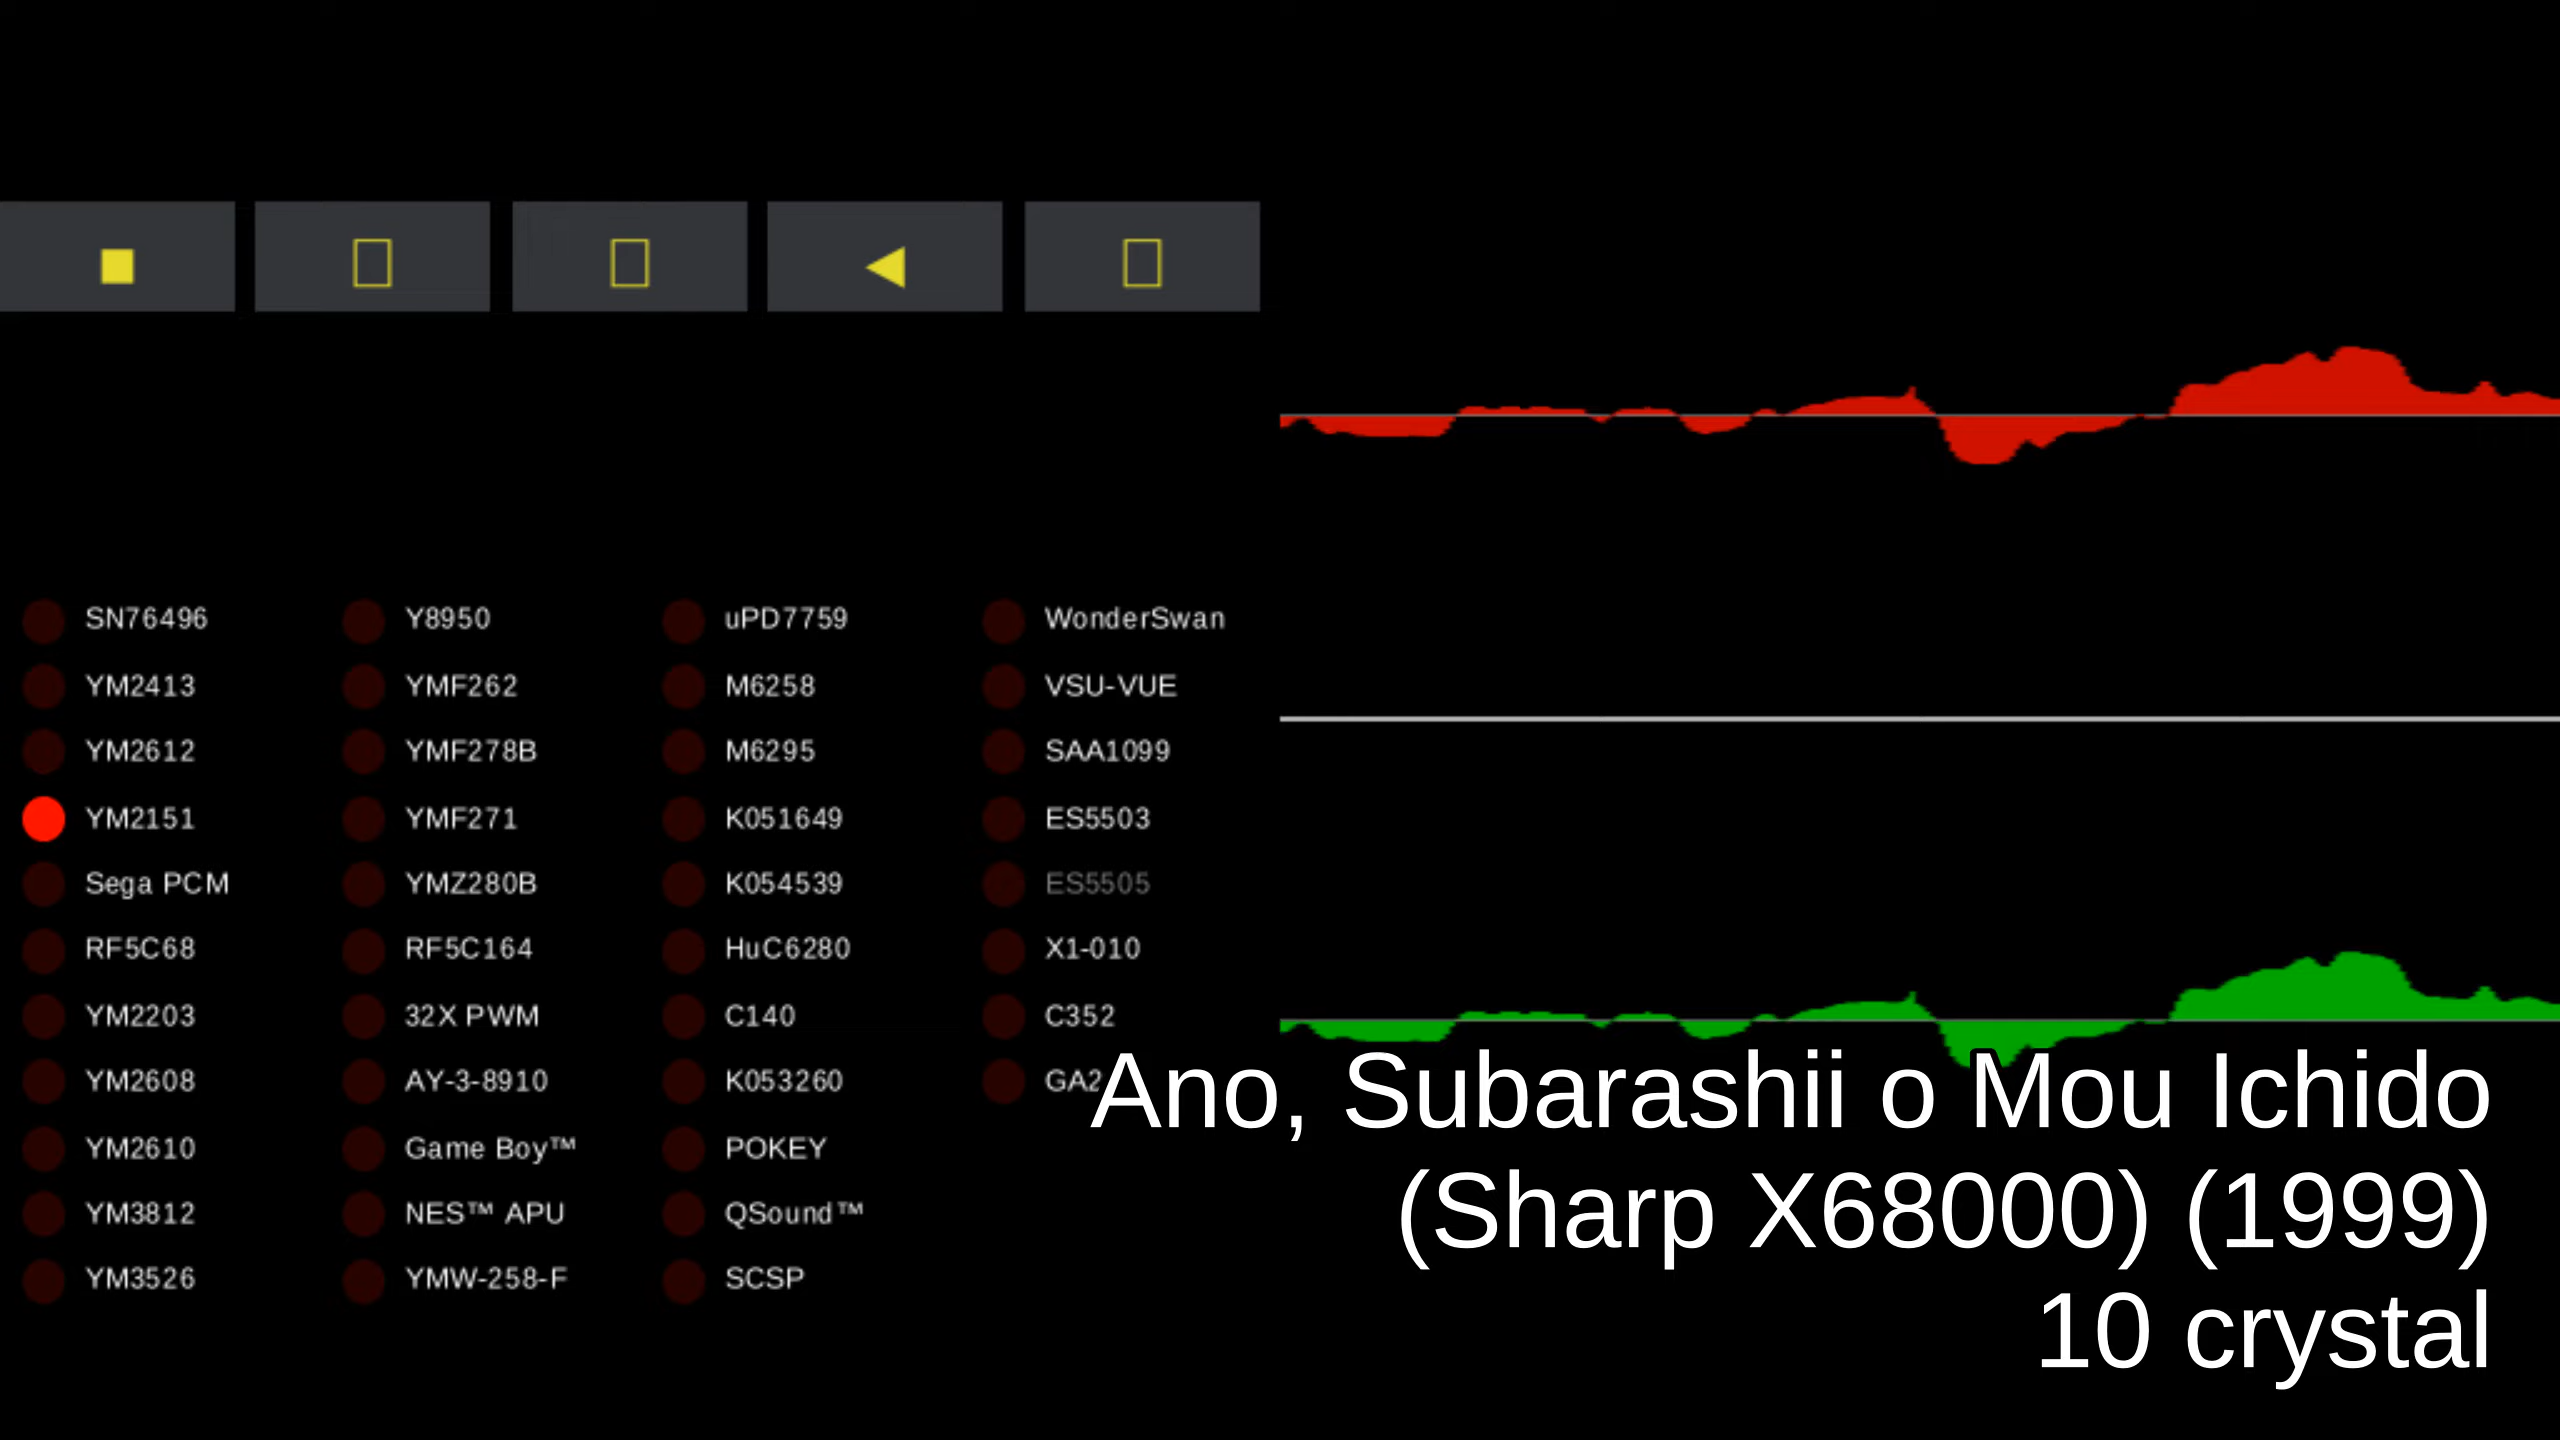 SN76496
YM2413
YM2612
YM2151
Sega PCM
RF5C68
YM2203
YM2608
YM2610
YM3812
YM3526
Y8950
YMF262
YMF278B
YMF271
YMZ280B
RF5C164
32X PWM
AY-3-8910
Game Boy™
NES™ APU
YMW-258-F
uPD7759
M6258
M6295
K051649
K054539
HuC6280
C140
K053260
POKEY
QSound™
SCSP
WonderSwan
VSU-VUE
SAA1099
ES5503
ES5505
X1-010
C352
Ano, Subarashii o Mou Ichido
(Sharp X68000) (1999)
10 crystal